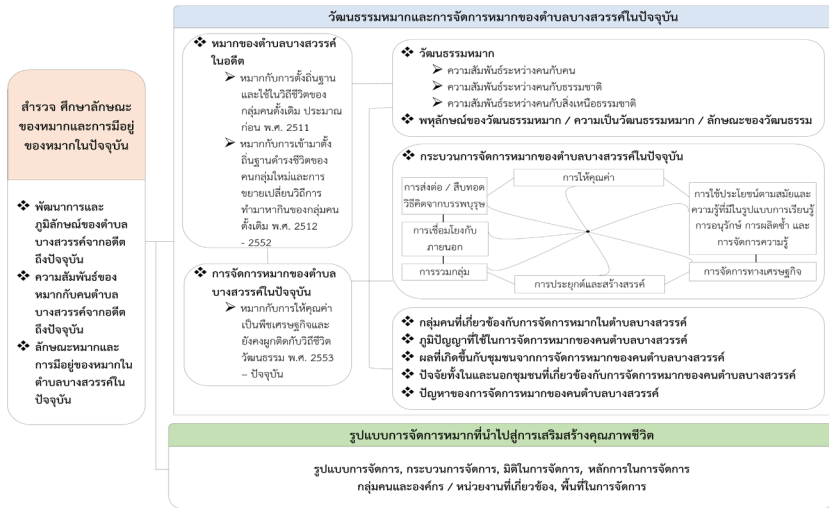 วัฒนธรรมหมากและการจัดการหมากของตำบลบางสวรรค์ในปัจจุบัน
สำรวจ ศึกษาลักษณะ
ของหมากและการมีอยู่
ของหมากในปัจจุบัน
❖ พัฒนาการและ
ภูมิลักษณ์ของตำบล
บางสวรรค์จากอดีต
ถึงปัจจุบัน
❖ ความสัมพันธ์ของ
หมากกับคนตำบล
บางสวรรค์จากอดีต
ถึงปัจจุบัน
❖ ลักษณะหมากและ
การมีอยู่ของหมากใน
ตำบลบางสวรรค์ใน
ปัจจุบัน
❖ หมากของตำบลบางสวรรค์
ในอดีต
➢ หมากกับการตั้งถิ่นฐาน
และใช้ในวิถีชีวิตของ
กลุ่มคนดั้งเดิม ประมาณ
ก่อน พ.ศ. 2511
➢ หมากกับการเข้ามาตั้ง
ถิ่นฐานดำรงชีวิตของ
คนกลุ่มใหม่และการ
ขยายเปลี่ยนวิถีการ
ทำมาหากินของกลุ่มคน
ดั้งเดิม พ.ศ. 2512
- 2552
❖ การจัดการหมากของตำบล
บางสวรรค์ในปัจจุบัน
➢ หมากกับการให้คุณค่า
เป็นพืชเศรษฐกิจและ
ยังคงผูกติดกับวิถีชีวิต
วัฒนธรรม พ.ศ. 2553
– ปัจจุบัน
❖ วัฒนธรรมหมาก
➢ ความสัมพันธ์ระหว่างคนกับคน
➢ ความสัมพันธ์ระหว่างคนกับธรรมชาติ
➢ ความสัมพันธ์ระหว่างคนกับสิ่งเหนือธรรมชาติ
❖ พหุลักษณ์ของวัฒนธรรมหมาก / ความเป็นวัฒนธรรมหมาก / ลักษณะของวัฒนธรรม
❖ กระบวนการจัดการหมากของตำบลบางสวรรค์ในปัจจุบัน
การให้คุณค่า
การส่งต่อ / สืบทอด
วิธีคิดจากบรรพบุรุษ
การเชื่อมโยงกับ
ภายนอก
การรวมกลุ่ม
การประยุกต์และสร้างสรรค์
การใช้ประโยชน์ตามสมัยและ
ความรู้ที่มีในรูปแบบการเรียนรู้
การอนุรักษ์ การผลิตซ้ำ และ
การจัดการความรู้
การจัดการทางเศรษฐกิจ
❖ กลุ่มคนที่เกี่ยวข้องกับการจัดการหมากในตำบลบางสวรรค์
❖ ภูมิปัญญาที่ใช้ในการจัดการหมากของคนตำบลบางสวรรค์
❖ ผลที่เกิดขึ้นกับชุมชนจากการจัดการหมากของคนตำบลบางสวรรค์
❖ ปัจจัยทั้งในและนอกชุมชนที่เกี่ยวข้องกับการจัดการหมากของคนตำบลบางสวรรค์
❖ ปัญหาของการจัดการหมากของคนตำบลบางสวรรค์
รูปแบบการจัดการหมากที่นำไปสู่การเสริมสร้างคุณภาพชีวิต
รูปแบบการจัดการ, กระบวนการจัดการ, มิติในการจัดการ, หลักการในการจัดการ
กลุ่มคนและองค์กร / หน่วยงานที่เกี่ยวข้อง, พื้นที่ในการจัดการ